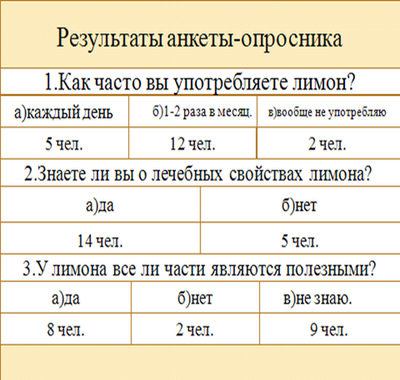 Результаты анкеты-опросника
1.Как часто вы употребляете лимон?
а)каждый день б)1-2 раза в месяц. в)вообще не употребляю
5 чел. 12 чел. 2 чел.
2.Знаете ли вы о лечебных свойствах лимона?
а)да б)нет
14 чел. 5 чел.
3.У лимона все ли части являются полезными?
а)да б)нет в)не знаю.
8 чел. 2 чел. 9 чел.